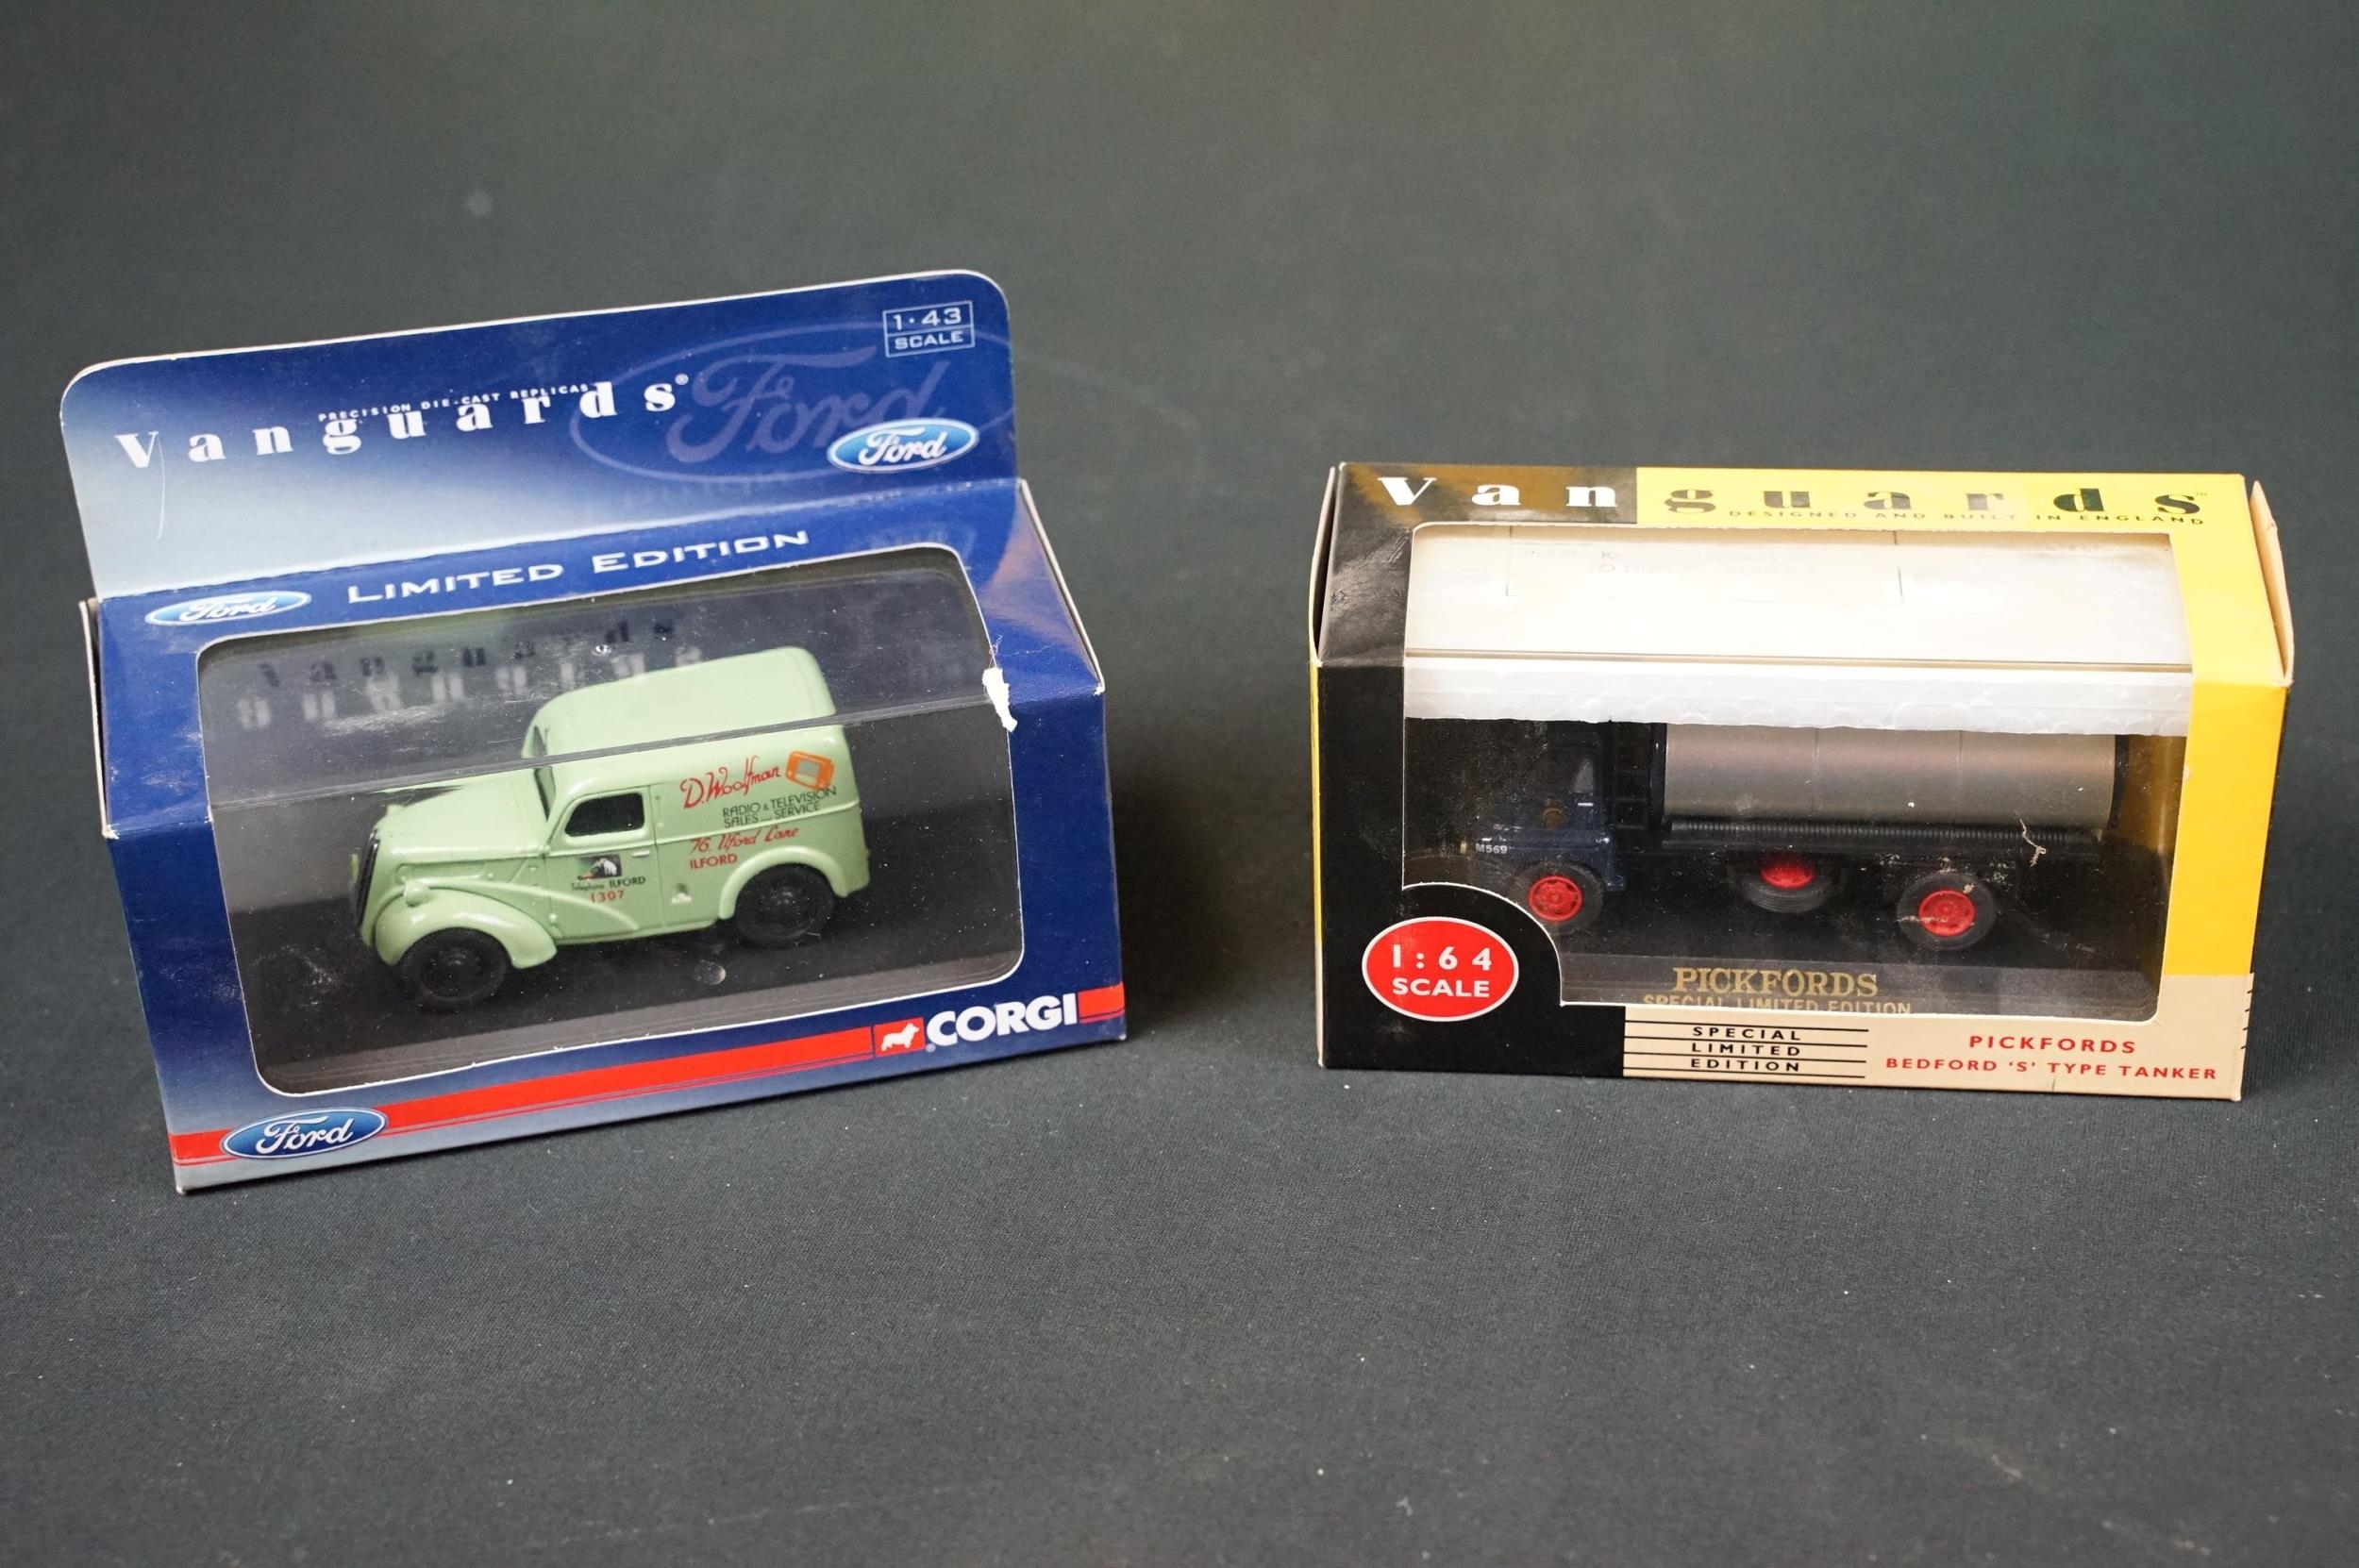 1:43
SCALE
PRECISION DIE-CAST REPLICAS
Vanguards®
Ford
Ford
Ford
LIMITED EDITION
Vanguards
D. Woolfman
RADIO & TELEVISION
SALES and SERVICE
76, Ilford Lane
ILFORD
Telephone ILFORD
1307
CORGI
Ford
Vanguards™
DESIGNED AND BUILT IN ENGLAND
M569
1:64
SCALE
PICKFORDS
SPECIAL LIMITED EDITION
SPECIAL
LIMITED
EDITION
PICKFORDS
BEDFORD 'S' TYPE TANKER